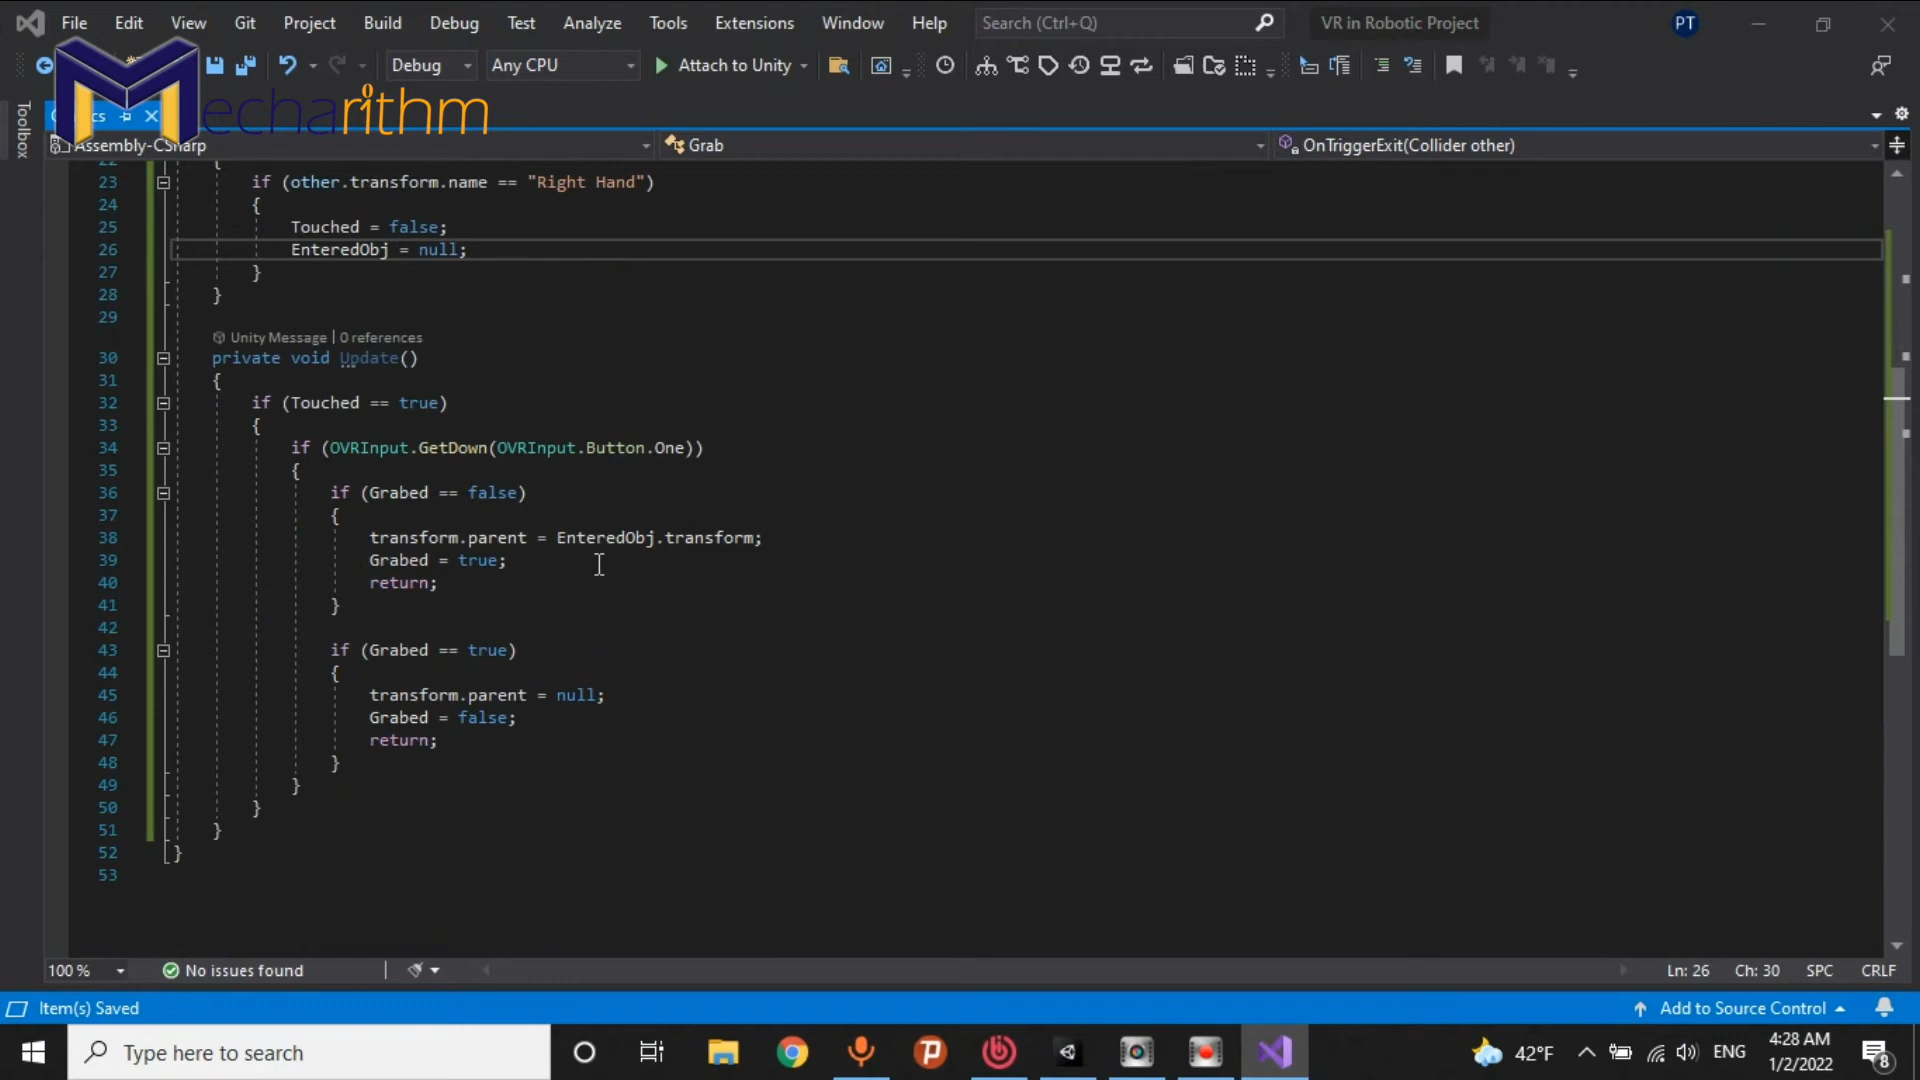 File Edit View Git Project Build Debug Test Analyze Tools Extensions Window Help Search (Ctrl+Q) VR in Robotic Project PT
Debug Any CPU Attach to Unity
Mecharithm
Toolbox
Assembly-CSharp Grab OnTriggerExit(Collider other)
22 {
23 if (other.transform.name == "Right Hand")
24 {
25 Touched = false;
26 EnteredObj = null;
27 }
28 }
29
Unity Message | 0 references
30 private void Update()
31 {
32 if (Touched == true)
33 {
34 if (OVRInput.GetDown(OVRInput.Button.One))
35 {
36 if (Grabed == false)
37 {
38 transform.parent = EnteredObj.transform;
39 Grabed = true;
40 return;
41 }
42
43 if (Grabed == true)
44 {
45 transform.parent = null;
46 Grabed = false;
47 return;
48 }
49 }
50 }
51 }
52 }
53
100 % No issues found Ln: 26 Ch: 30 SPC CRLF
Item(s) Saved Add to Source Control
Type here to search 42°F ENG 4:28 AM
1/2/2022 8